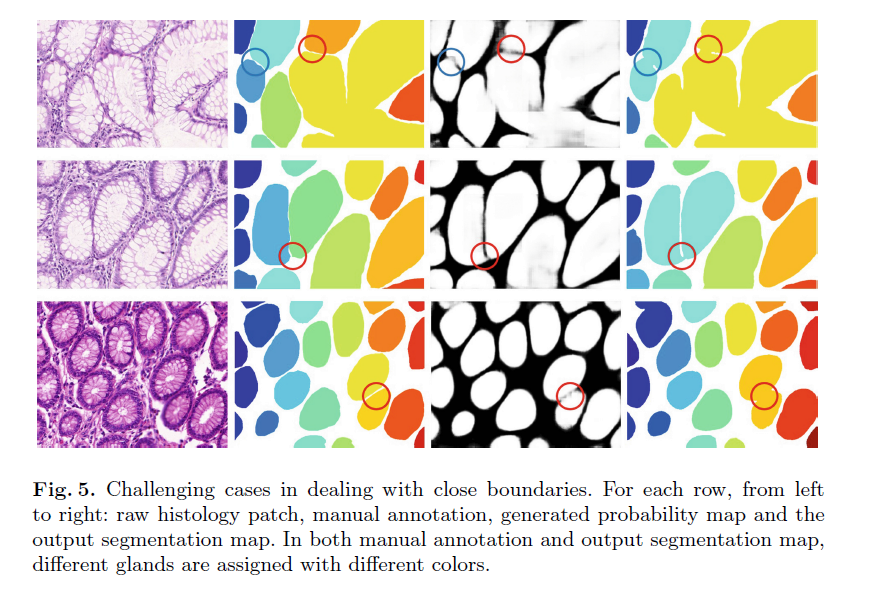 Fig. 5. Challenging cases in dealing with close boundaries. For each row, from left
to right: raw histology patch, manual annotation, generated probability map and the
output segmentation map. In both manual annotation and output segmentation map,
different glands are assigned with different colors.